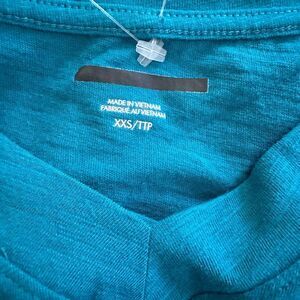 MADE IN VIETNAM
FABRIQUÉ AU VIETNAM
XXS/TTP